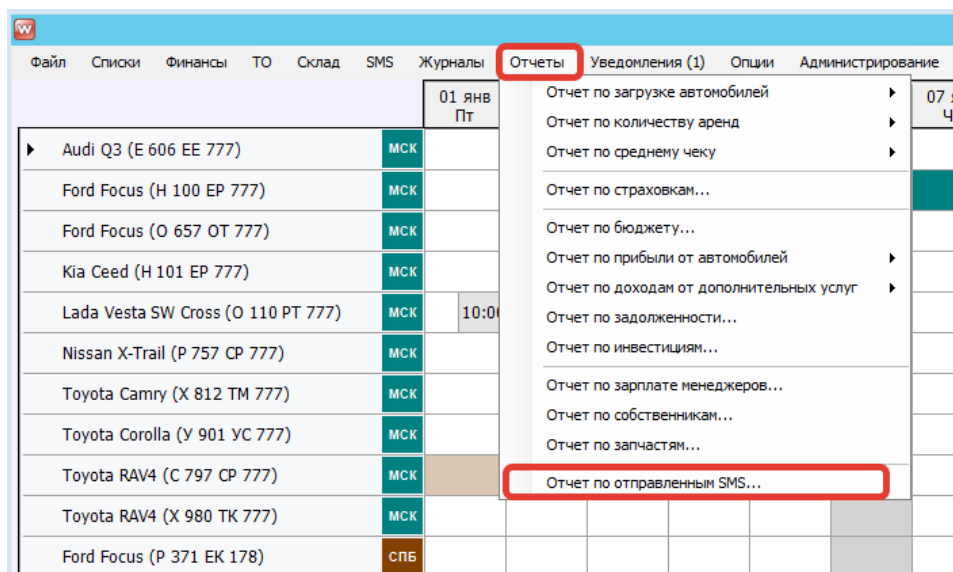 w
Файл Списки Финансы ТО Склад SMS Журналы Отчеты Уведомления (1) Опции Администрирование
01 янв
Пт
07
Отчет по загрузке автомобилей
Отчет по количеству аренд
Отчет по среднему чеку
Отчет по страховкам...
Отчет по бюджету...
Отчет по прибыли от автомобилей
Отчет по доходам от дополнительных услуг
Отчет по задолженности...
Отчет по инвестициям...
Отчет по зарплате менеджеров...
Отчет по собственникам...
Отчет по запчастям...
Отчет по отправленным SMS...
Audi Q3 (Е 606 ЕЕ 777) МСК
Ford Focus (Н 100 ЕР 777) МСК
Ford Focus (О 657 ОТ 777) МСК
Kia Ceed (Н 101 ЕР 777) МСК
Lada Vesta SW Cross (О 110 РТ 777) МСК 10:00
Nissan X-Trail (Р 757 СР 777) МСК
Toyota Camry (Х 812 ТМ 777) МСК
Toyota Corolla (У 901 УС 777) МСК
Toyota RAV4 (С 797 СР 777) МСК
Toyota RAV4 (Х 980 ТК 777) МСК
Ford Focus (Р 371 ЕК 178) СПБ